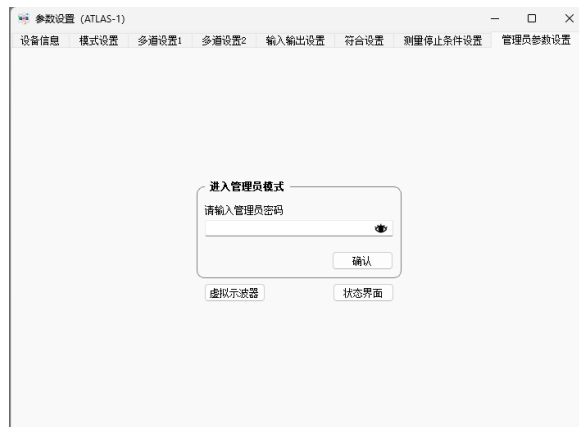 参数设置 (ATLAS-1)
设备信息 模式设置 多道设置1 多道设置2 输入输出设置 符合设置 测量停止条件设置 管理员参数设置
进入管理员模式
请输入管理员密码
确认
虚拟示波器 状态界面